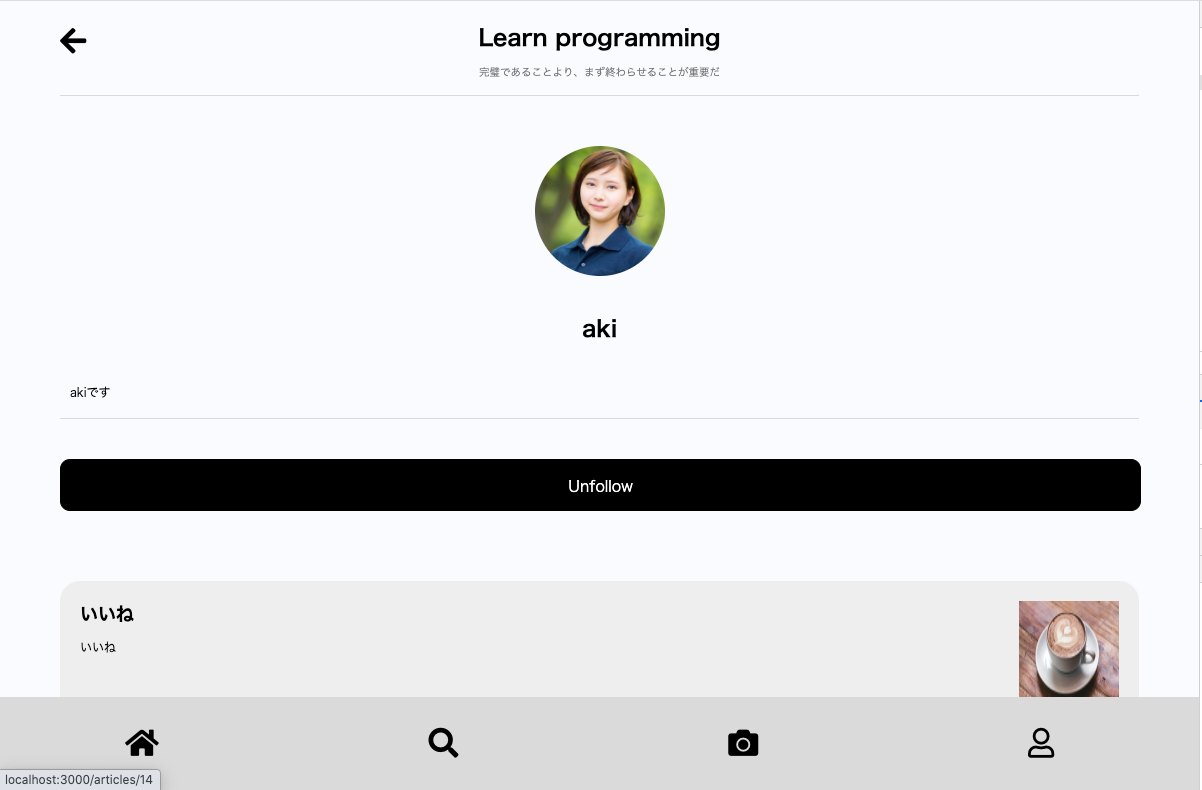 Learn programming
完璧であることより、まず終わらせることが重要だ
aki
akiです
Unfollow
いいね
いいね
localhost:3000/articles/14